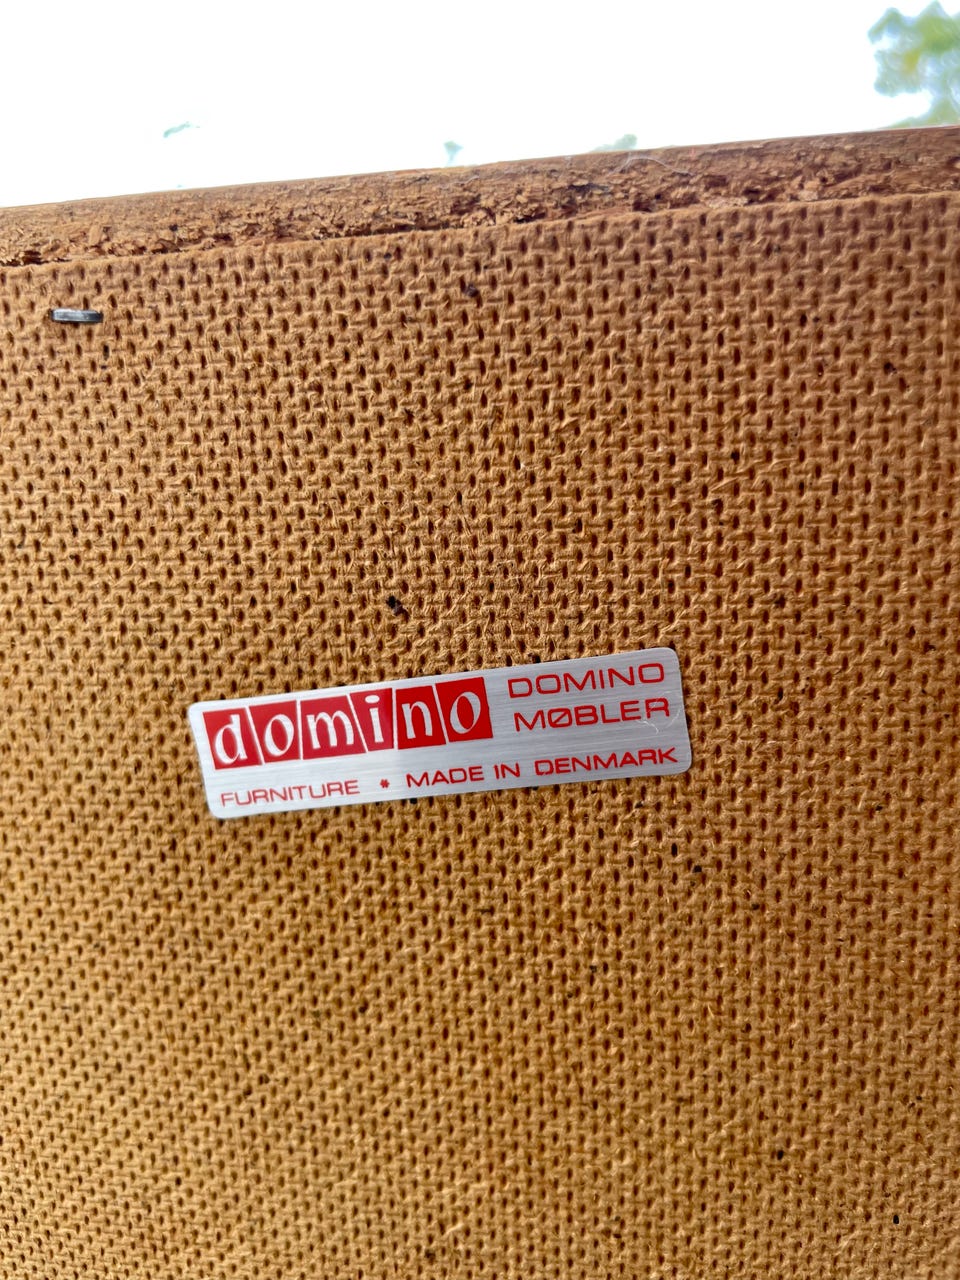 domino DOMINO
MØBLER
FURNITURE * MADE IN DENMARK